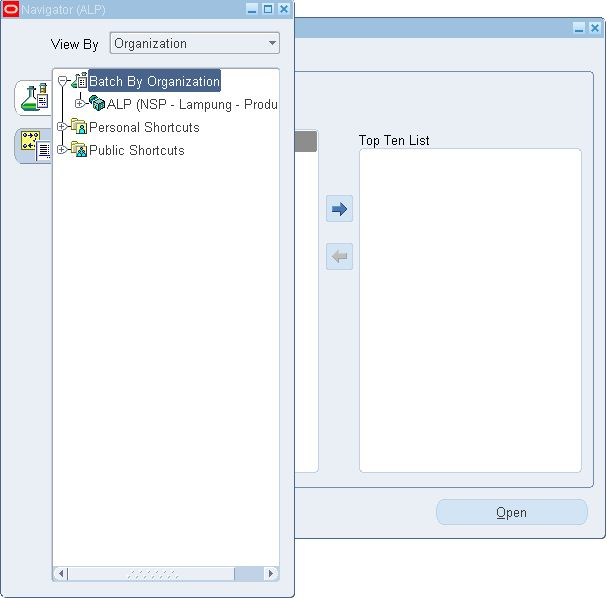 Navigator (ALP)
View By
Organization
Batch By Organization
ALP (NSP - Lampung - Produ
Personal Shortcuts
Public Shortcuts
Top Ten List
Open